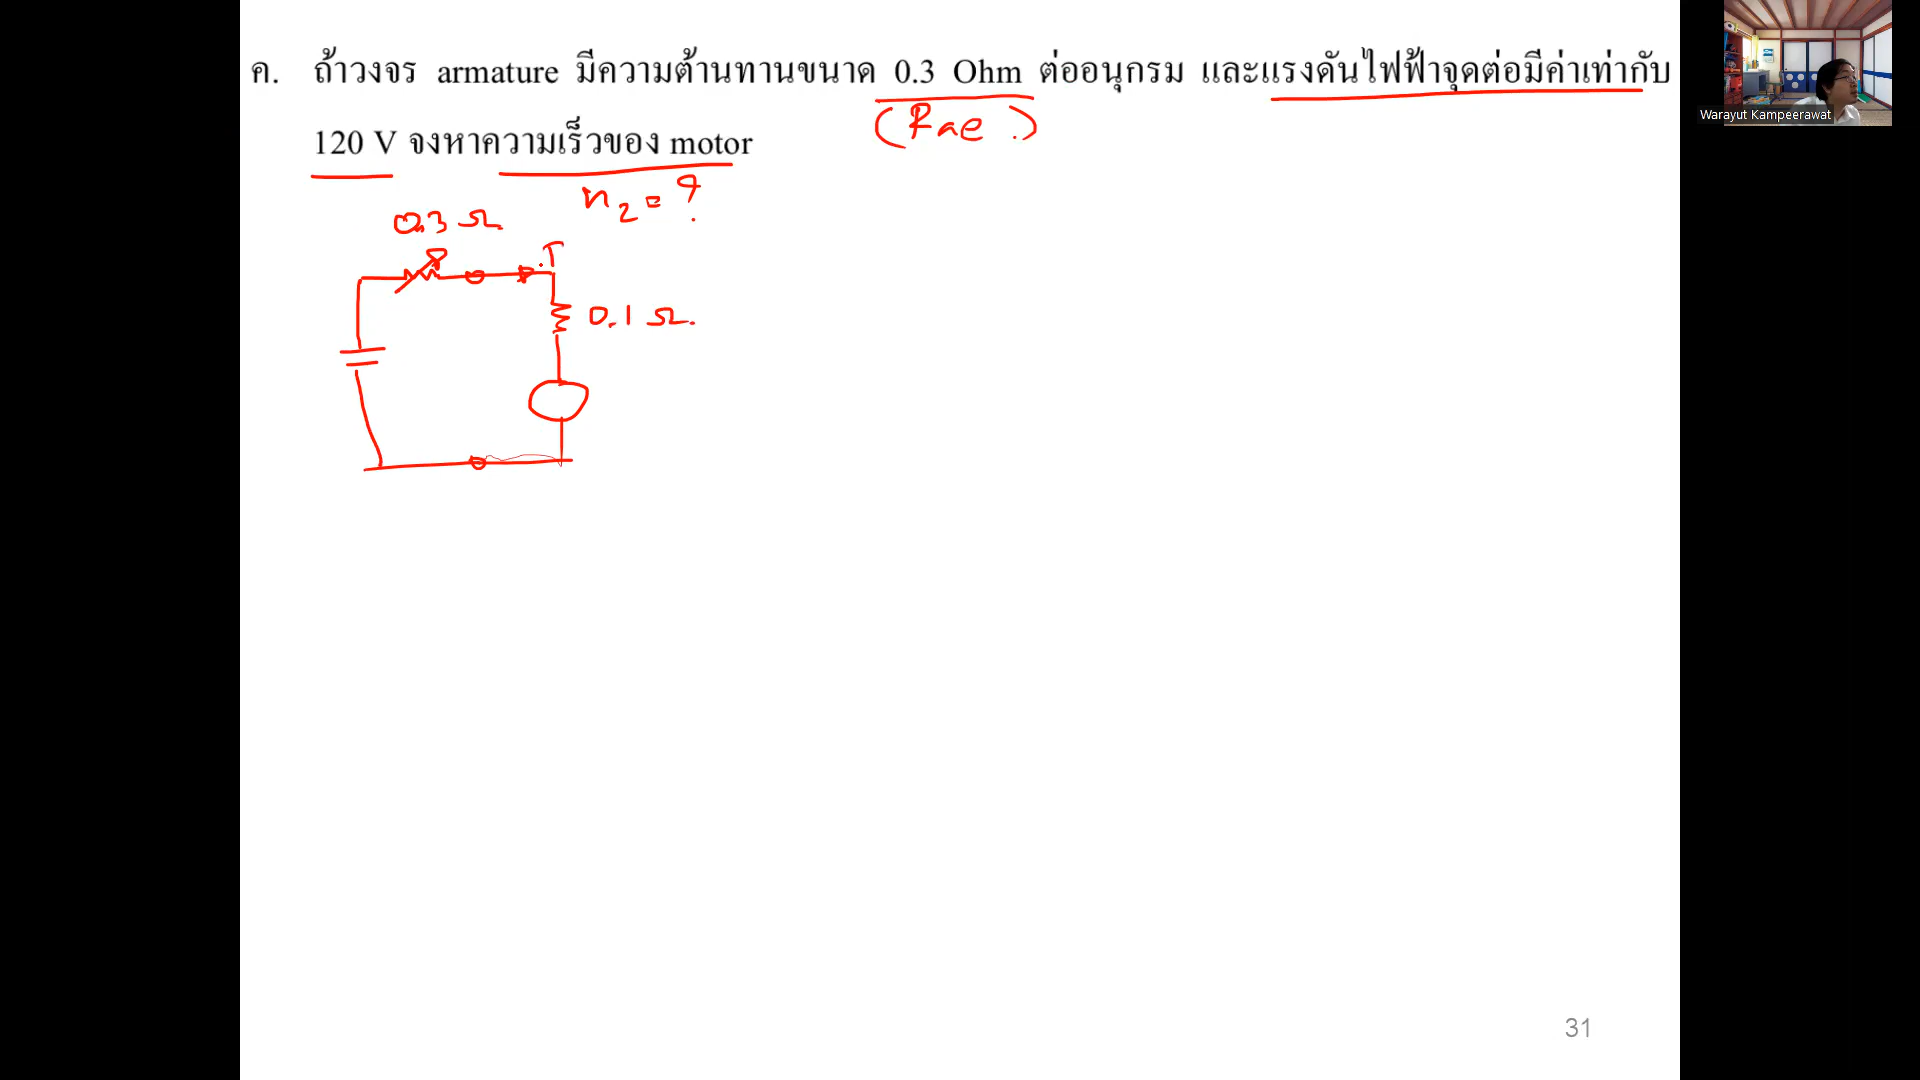 ค. ถ้าวงจร armature มีความต้านทานขนาด 0.3 Ohm ต่ออนุกรม และแรงดันไฟฟ้าจุดต่อมีค่าเท่ากับ
120 V จงหาความเร็วของ motor
(Rae.)
n2 = ?
0.3 Ω
0.1 Ω.
31
Warayut Kampeerawat